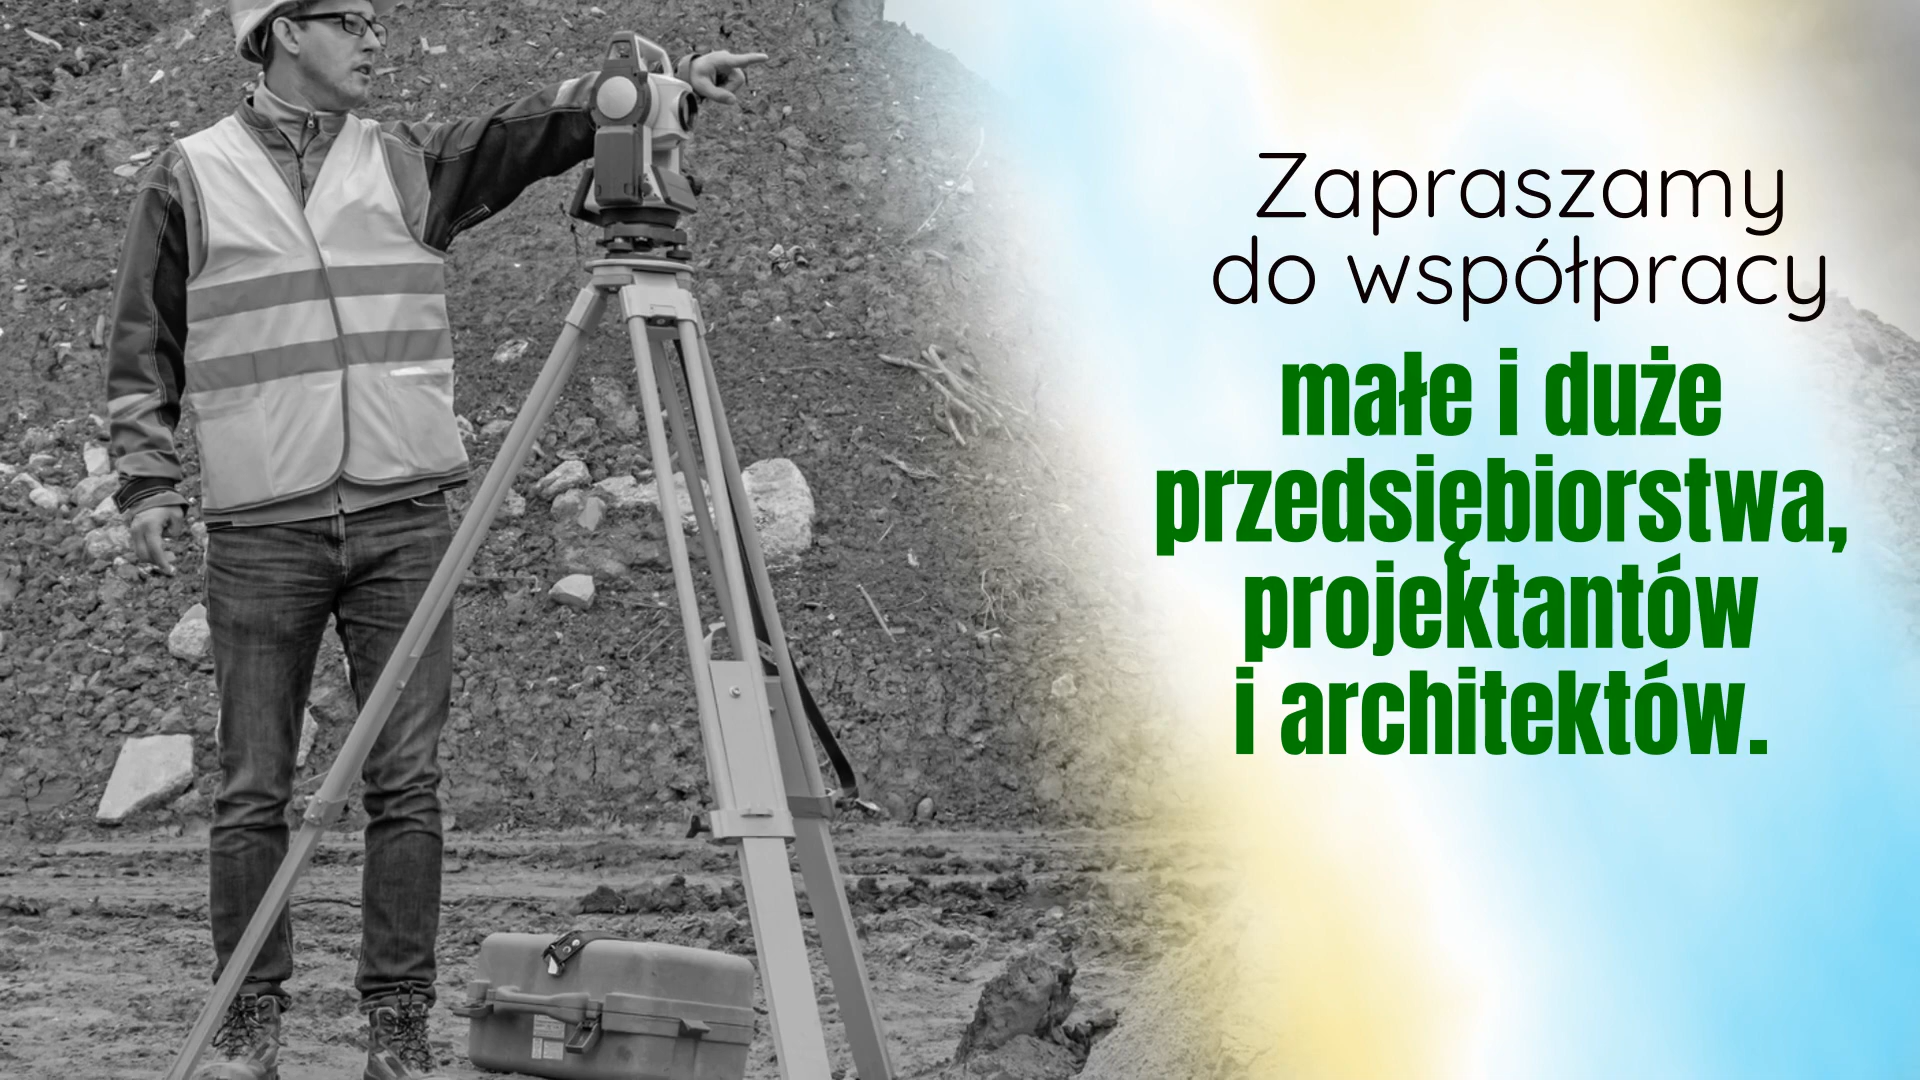 Zapraszamy
do współpracy
małe i duże
przedsiębiorstwa,
projektantów
i architektów.